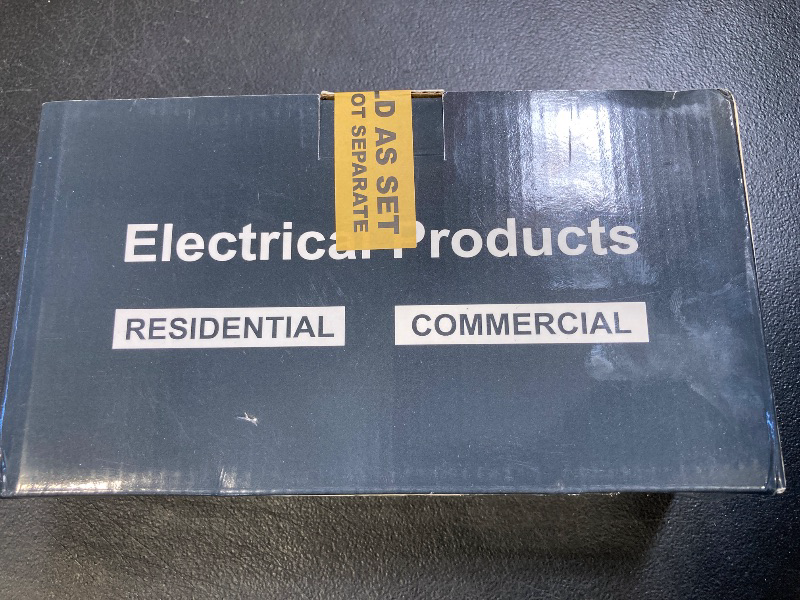 LD AS SET
OT SEPARATE
Electrical Products
RESIDENTIAL
COMMERCIAL